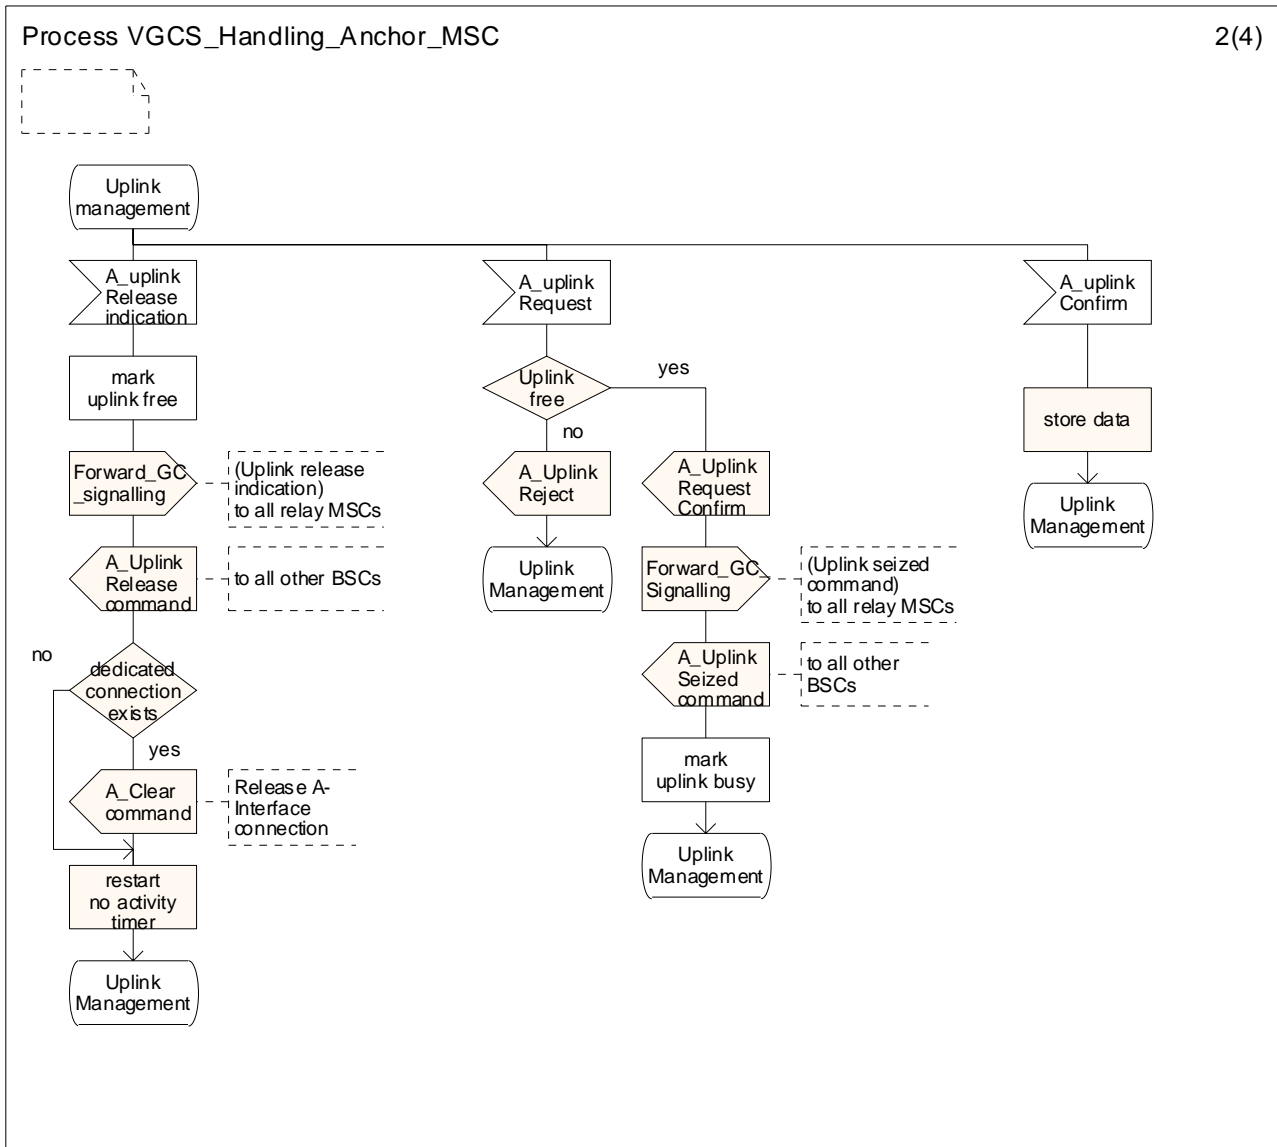 Process VGCS_Handling_Anchor_MSC
2(4)
Uplink
management
A_uplink
Release
indication
A_uplink
Request
A_uplink
Confirm
mark
uplink free
Uplink
free
yes
no
store data
Forward_GC
_signalling
(Uplink release
indication)
to all relay MSCs
A_Uplink
Reject
A_Uplink
Request
Confirm
Uplink
Management
A_Uplink
Release
command
to all other BSCs
Uplink
Management
Forward_GC_
Signalling
(Uplink seized
command)
to all relay MSCs
no
dedicated
connection
exists
yes
A_Uplink
Seized
command
to all other
BSCs
A_Clear
command
Release A-
Interface
connection
mark
uplink busy
restart
no activity
timer
Uplink
Management
Uplink
Management